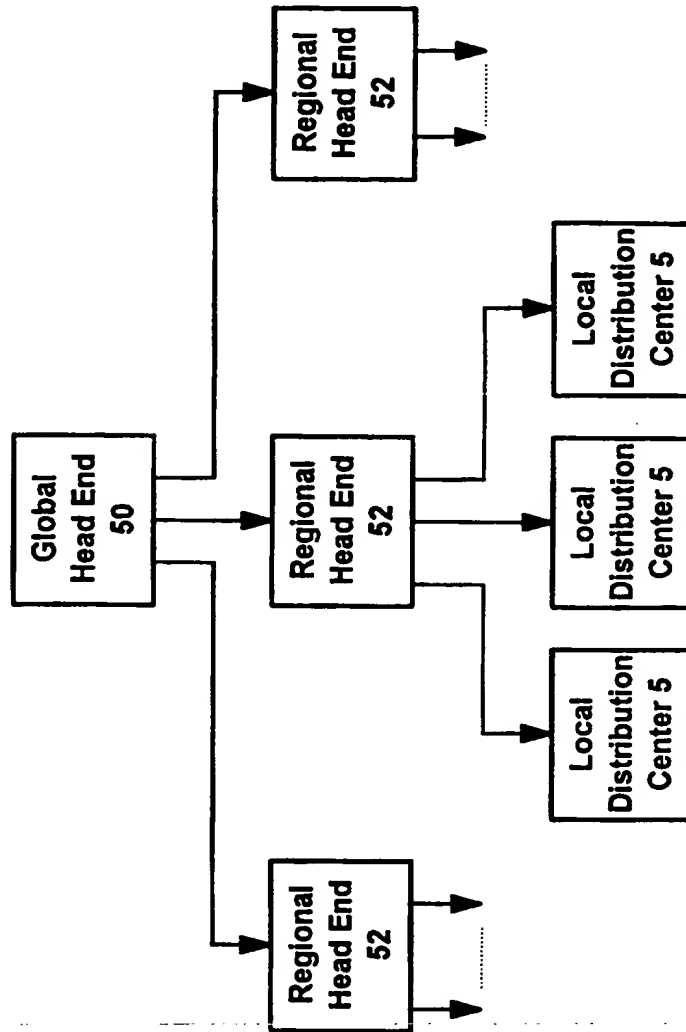 Global
Head End
50
Regional
Head End
52
Regional
Head End
52
Regional
Head End
52
Local
Distribution
Center 5
Local
Distribution
Center 5
Local
Distribution
Center 5